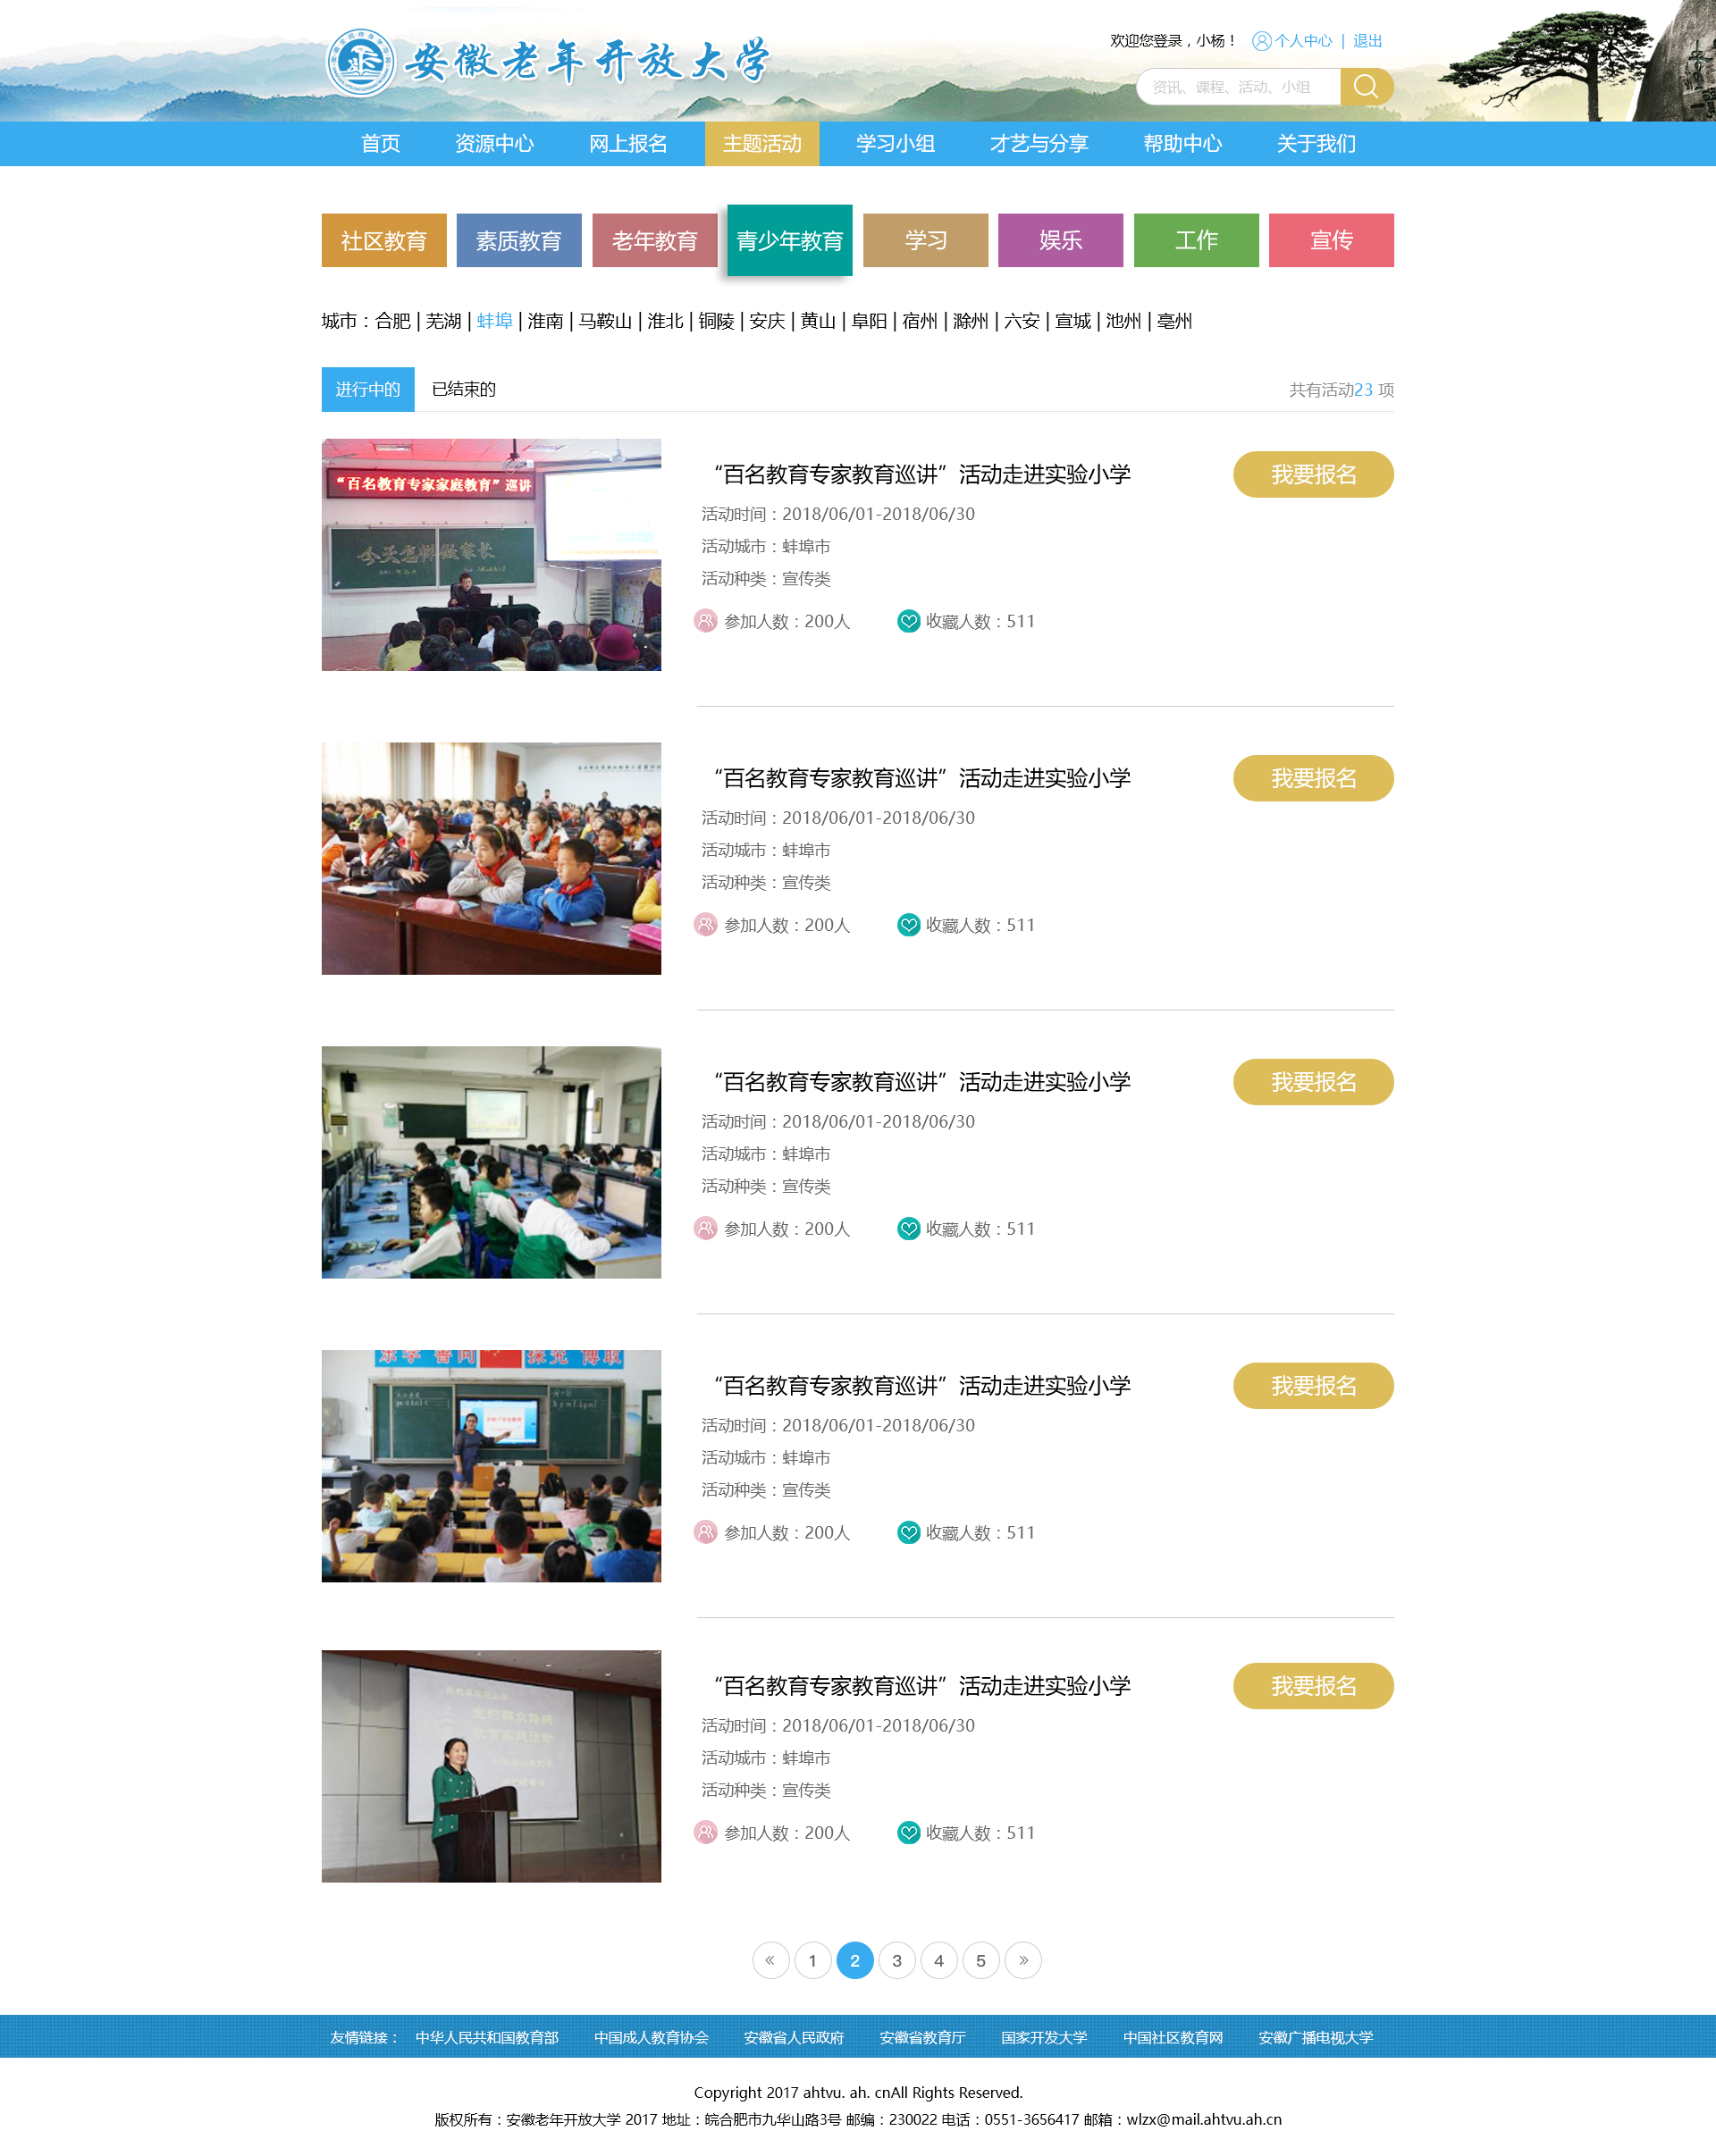 安徽老年开放大学
欢迎您登录，小杨！ 个人中心 | 退出
资讯、课程、活动、小组
首页 资源中心 网上报名 主题活动 学习小组 才艺与分享 帮助中心 关于我们
社区教育 素质教育 老年教育 青少年教育 学习 娱乐 工作 宣传
城市：合肥 | 芜湖 | 蚌埠 | 淮南 | 马鞍山 | 淮北 | 铜陵 | 安庆 | 黄山 | 阜阳 | 宿州 | 滁州 | 六安 | 宣城 | 池州 | 亳州
进行中的 已结束的 共有活动23 项
“百名教育专家家庭教育”巡讲
今天怎样做家长
“百名教育专家教育巡讲”活动走进实验小学 我要报名
活动时间：2018/06/01-2018/06/30
活动城市：蚌埠市
活动种类：宣传类
参加人数：200人 收藏人数：511
“百名教育专家教育巡讲”活动走进实验小学 我要报名
活动时间：2018/06/01-2018/06/30
活动城市：蚌埠市
活动种类：宣传类
参加人数：200人 收藏人数：511
“百名教育专家教育巡讲”活动走进实验小学 我要报名
活动时间：2018/06/01-2018/06/30
活动城市：蚌埠市
活动种类：宣传类
参加人数：200人 收藏人数：511
“百名教育专家教育巡讲”活动走进实验小学 我要报名
活动时间：2018/06/01-2018/06/30
活动城市：蚌埠市
活动种类：宣传类
参加人数：200人 收藏人数：511
党的群众路线
教育实践活动
“百名教育专家教育巡讲”活动走进实验小学 我要报名
活动时间：2018/06/01-2018/06/30
活动城市：蚌埠市
活动种类：宣传类
参加人数：200人 收藏人数：511
« 1 2 3 4 5 »
友情链接： 中华人民共和国教育部 中国成人教育协会 安徽省人民政府 安徽省教育厅 国家开发大学 中国社区教育网 安徽广播电视大学
Copyright 2017 ahtvu. ah. cnAll Rights Reserved.
版权所有：安徽老年开放大学 2017 地址：皖合肥市九华山路3号 邮编：230022 电话：0551-3656417 邮箱：wlzx@mail.ahtvu.ah.cn